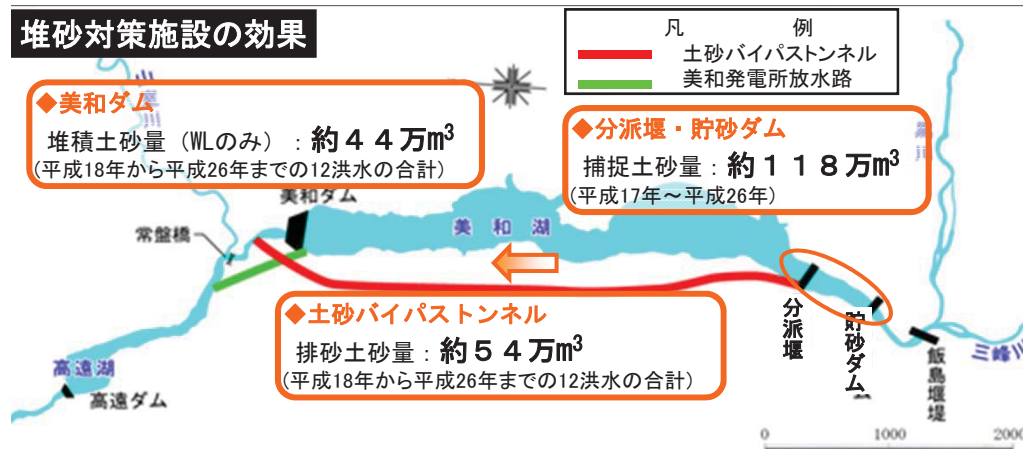 堆砂対策施設の効果
凡 例
土砂バイパストンネル
美和発電所放水路
◆美和ダム
堆積土砂量（WLのみ）：約４４万m³
(平成18年から平成26年までの12洪水の合計)
◆分派堰・貯砂ダム
捕捉土砂量：約１１８万m³
(平成17年～平成26年)
美和ダム
常盤橋
美和湖
◆土砂バイパストンネル
排砂土砂量：約５４万m³
(平成18年から平成26年までの12洪水の合計)
分派堰
貯砂ダム
飯島堰堤
三峰川
高遠湖
高遠ダム
0 1000 2000